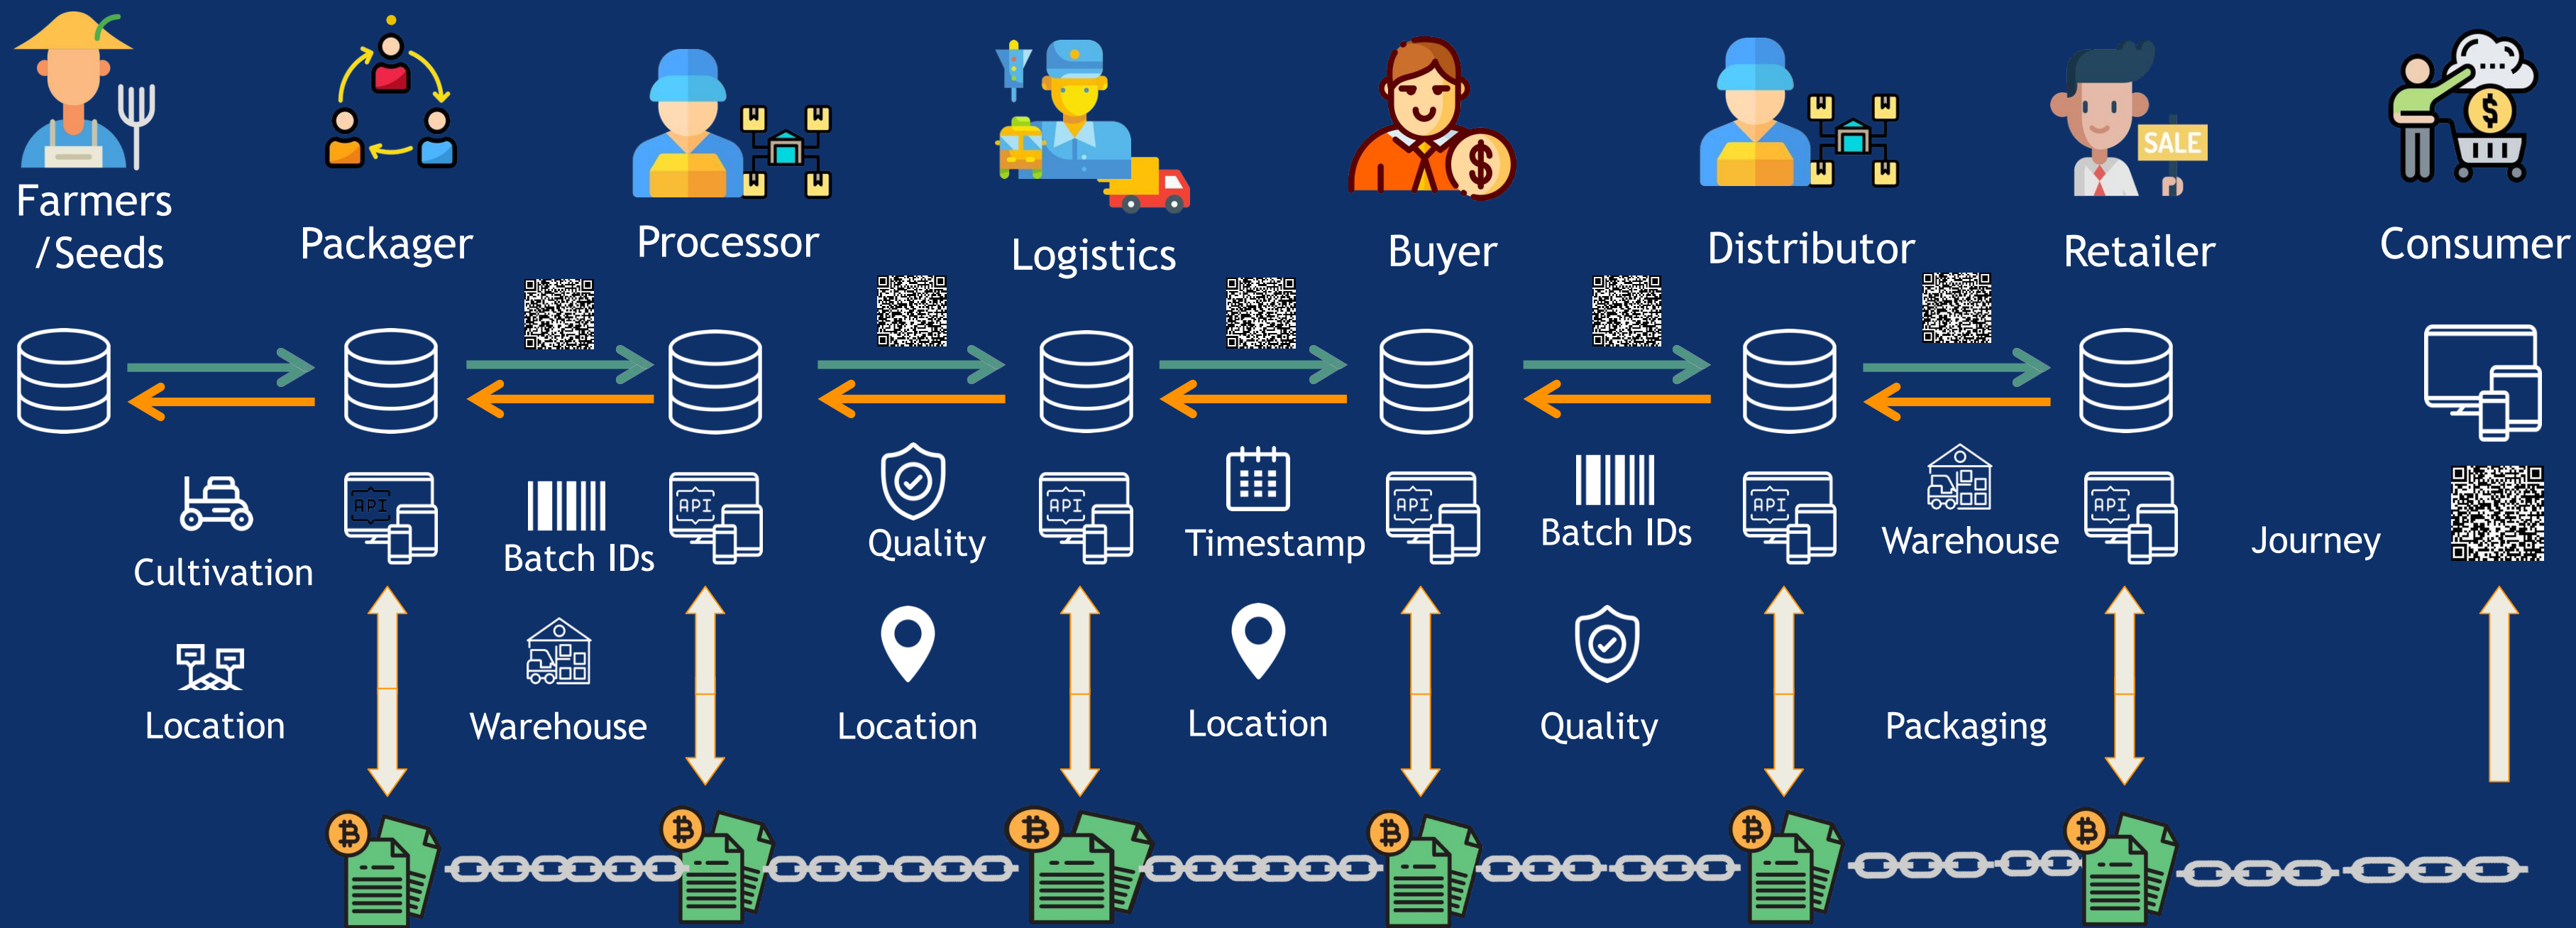 SALE
Farmers
/Seeds
Packager
Processor
Logistics
Buyer
Distributor
Retailer
Consumer
API
API
API
API
API
API
Cultivation
Batch IDs
Quality
Timestamp
Batch IDs
Warehouse
Journey
Location
Warehouse
Location
Location
Quality
Packaging